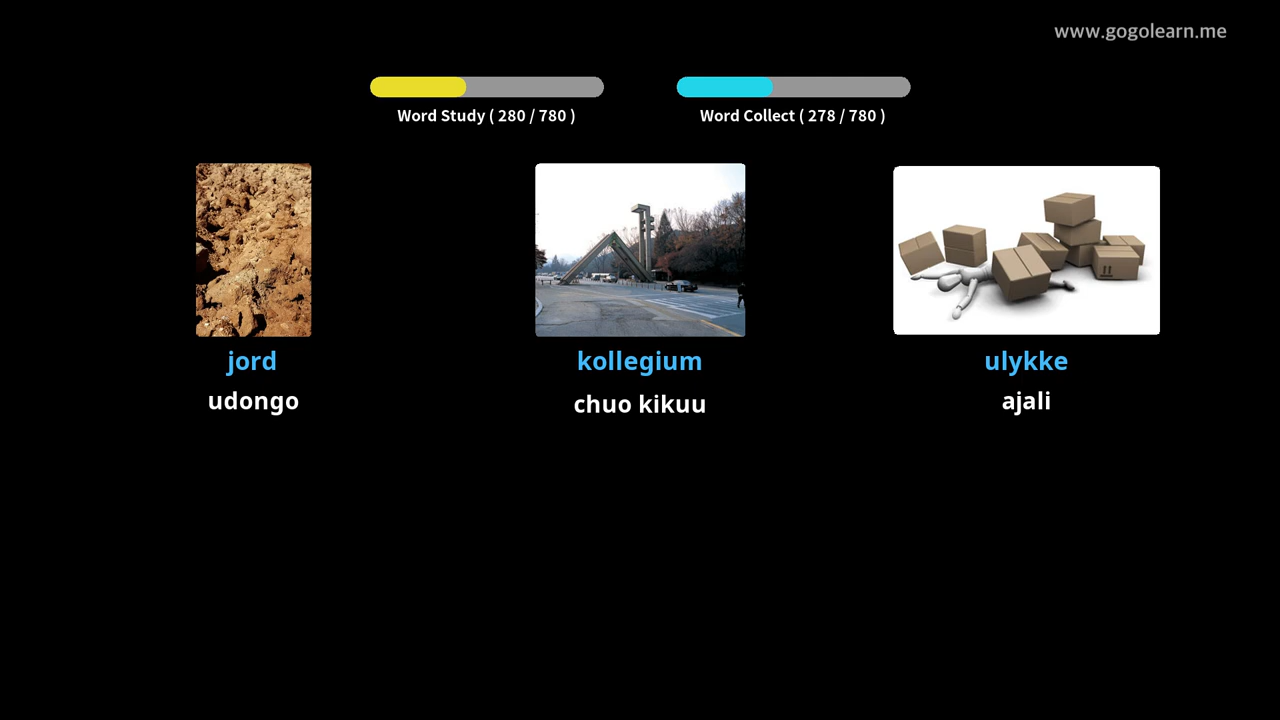 www.gogolearn.me
Word Study ( 280 / 780 )
Word Collect ( 278 / 780 )
jord
kollegium
ulykke
udongo
chuo kikuu
ajali